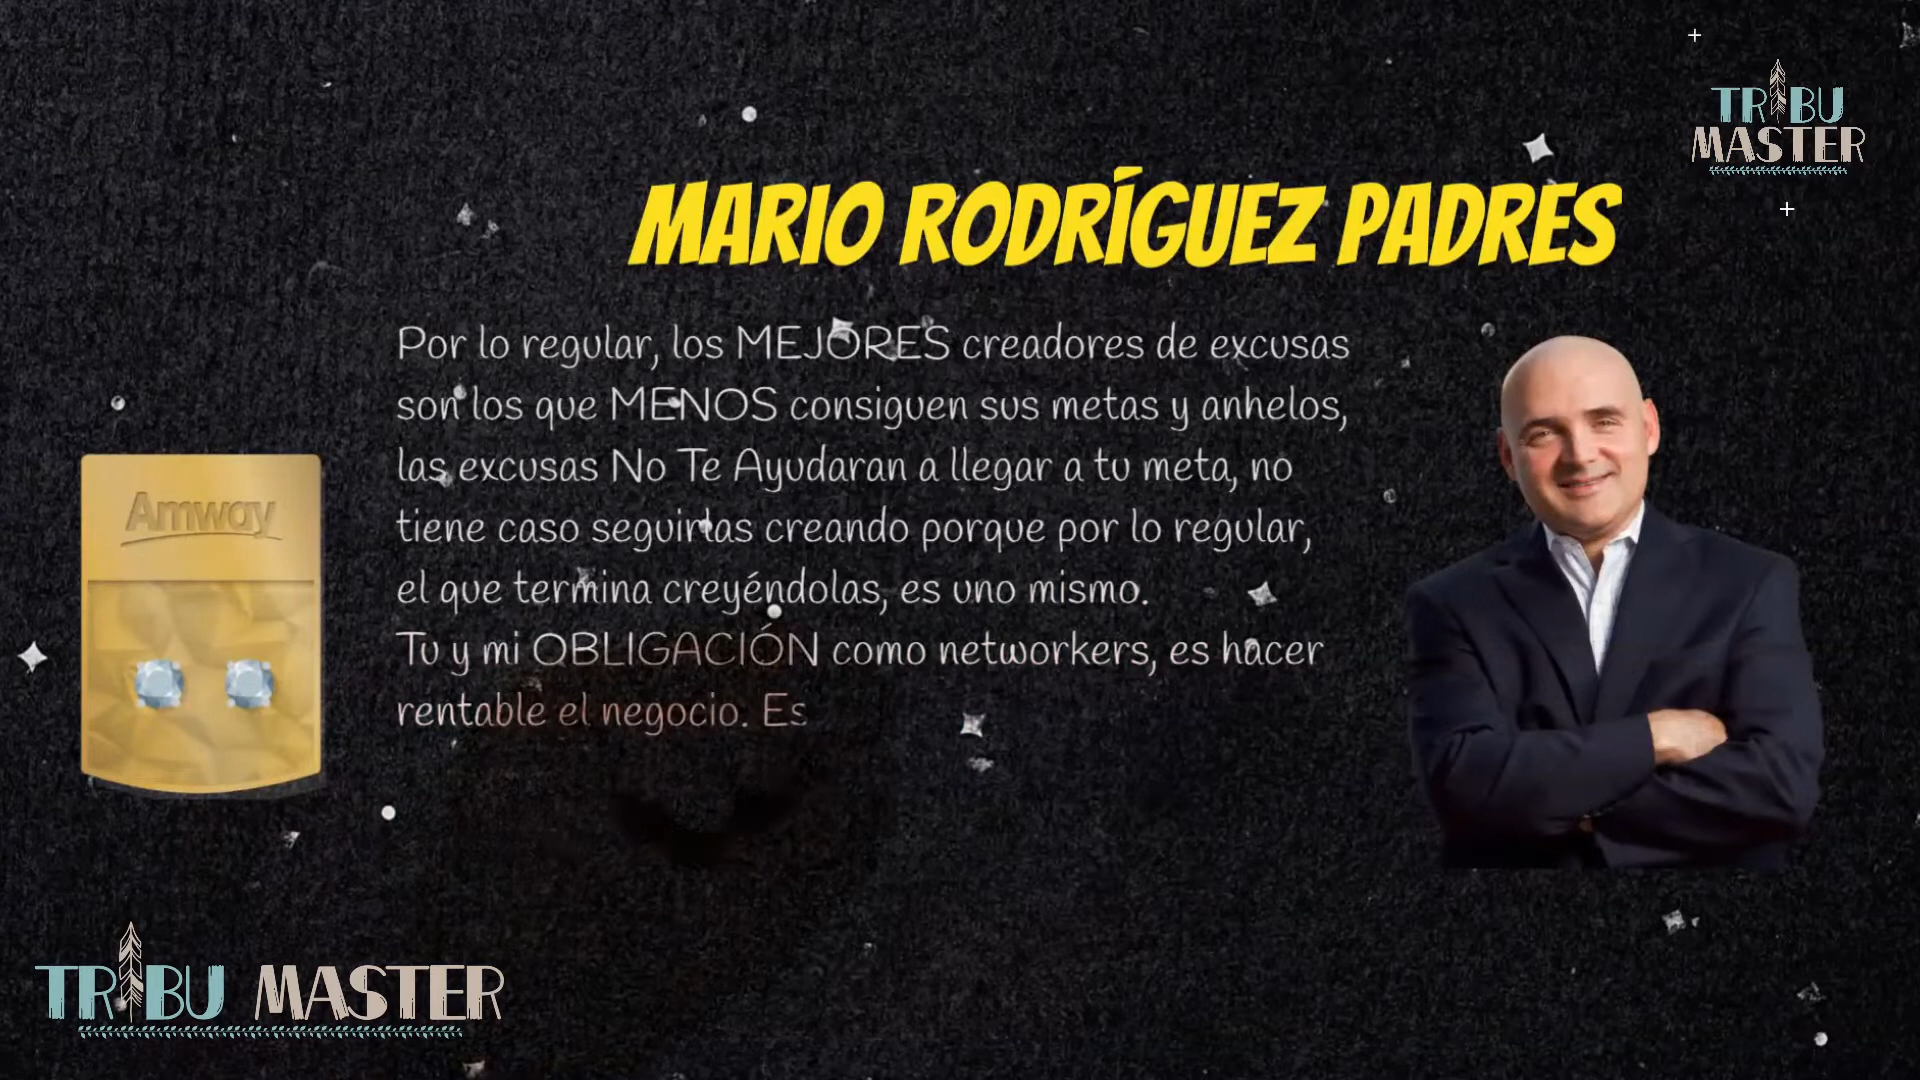 TRIBU
MASTER
MARIO RODRÍGUEZ PADRES
Por lo regular, los MEJORES creadores de excusas
son los que MENOS consiguen sus metas y anhelos,
las excusas No Te Ayudaran a llegar a tu meta, no
tiene caso seguirlas creando porque por lo regular,
el que termina creyéndolas, es uno mismo.
Tu y mi OBLIGACIÓN como networkers, es hacer
rentable el negocio. Es
Amway
TRIBU MASTER